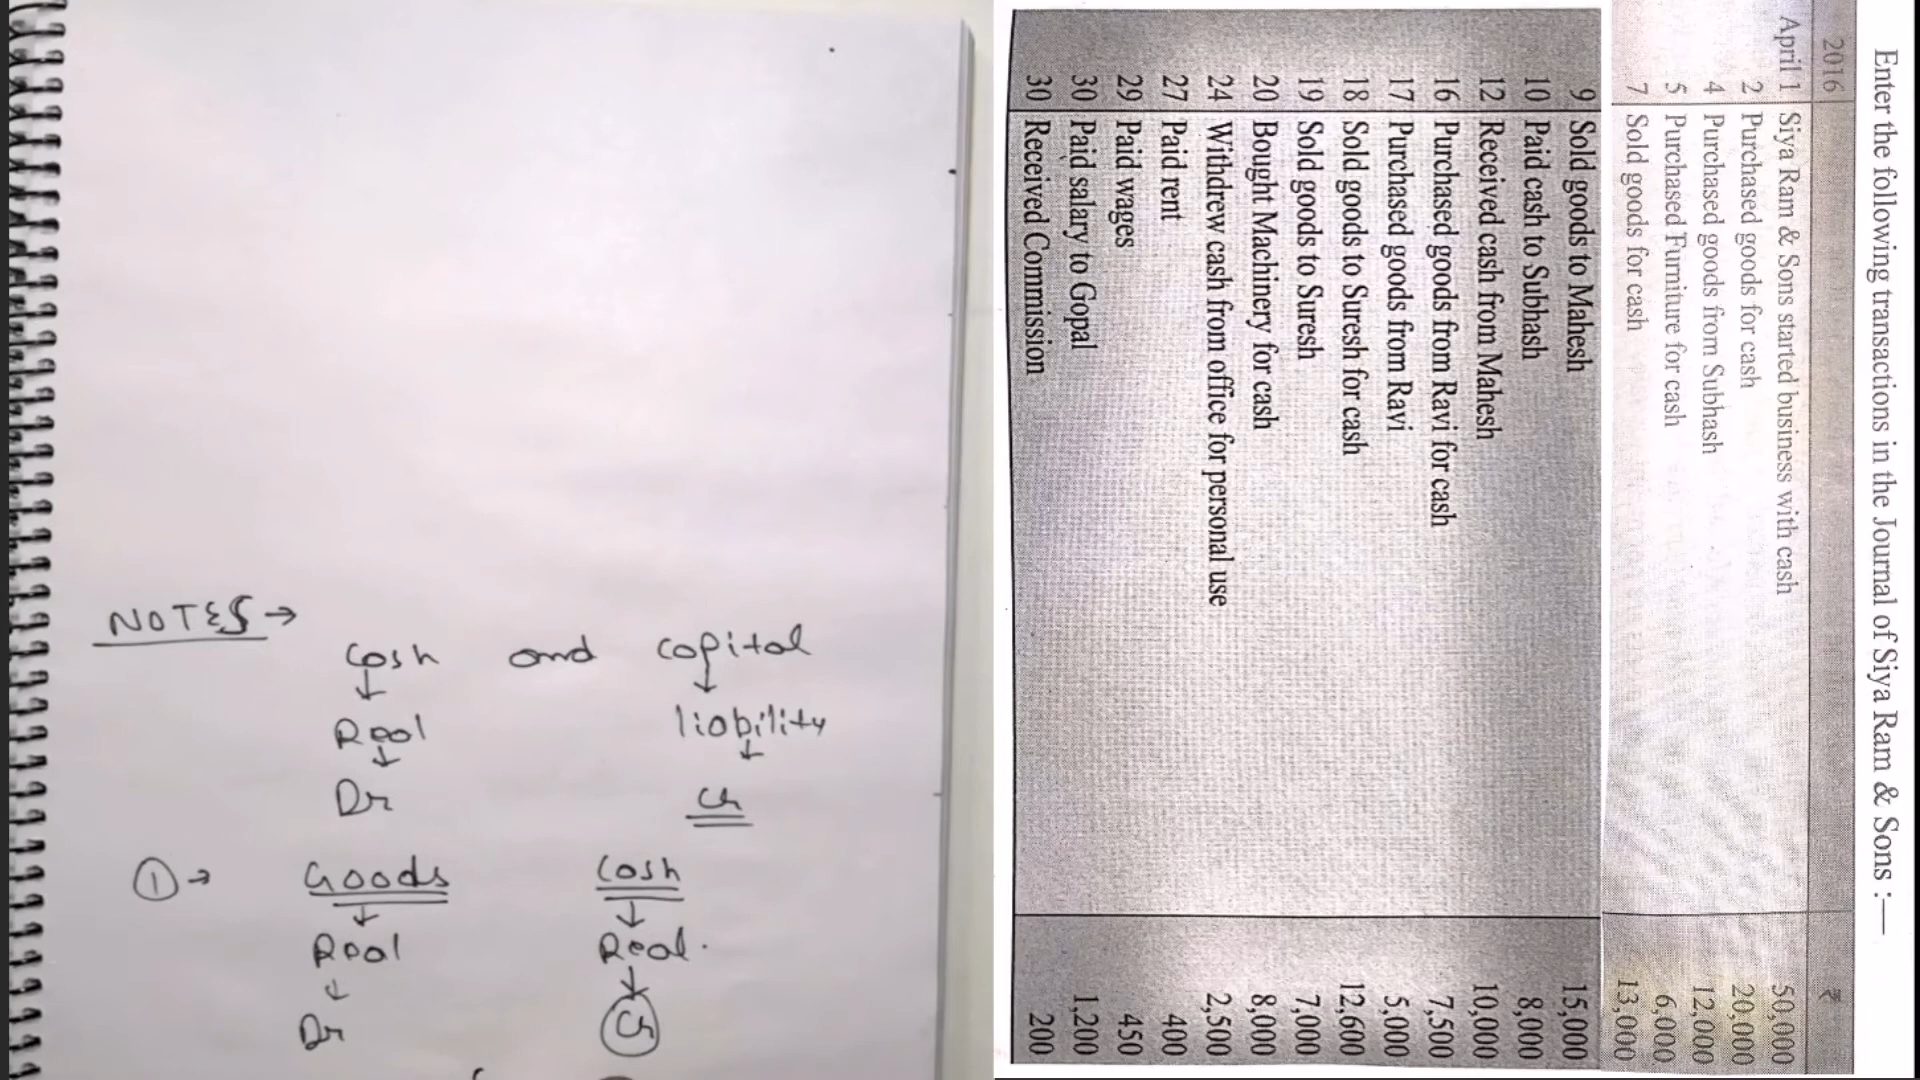 NOTES →
Cash and capital
↓ ↓
Real liability
↓ ↓
Dr Cr
① → Goods Cash
↓ ↓
Real Real.
↓ ↓
Dr Cr
Enter the following transactions in the Journal of Siya Ram & Sons :—
2016 ₹
April 1 Siya Ram & Sons started business with cash 50,000
2 Purchased goods for cash 20,000
4 Purchased goods from Subhash 12,000
5 Purchased Furniture for cash 6,000
7 Sold goods for cash 13,000
9 Sold goods to Mahesh 15,000
10 Paid cash to Subhash 8,000
12 Received cash from Mahesh 10,000
16 Purchased goods from Ravi for cash 7,500
17 Purchased goods from Ravi 5,000
18 Sold goods to Suresh for cash 12,600
19 Sold goods to Suresh 7,000
20 Bought Machinery for cash 8,000
24 Withdrew cash from office for personal use 2,500
27 Paid rent 400
29 Paid wages 450
30 Paid salary to Gopal 1,200
30 Received Commission 200